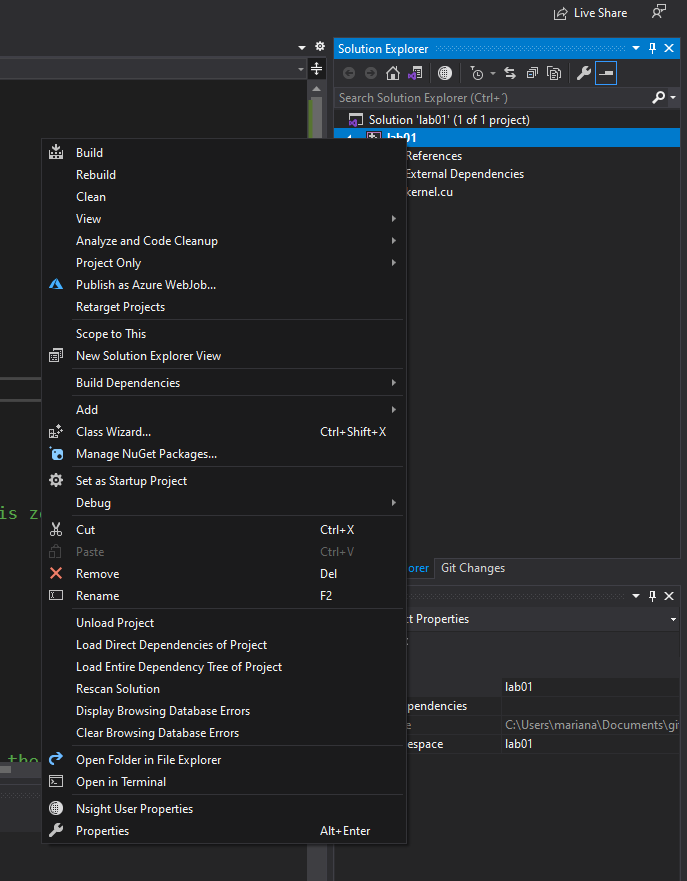 Live Share
Solution Explorer
Search Solution Explorer (Ctrl+¨)
Solution 'lab01' (1 of 1 project)
lab01
References
External Dependencies
kernel.cu
Build
Rebuild
Clean
View
Analyze and Code Cleanup
Project Only
Publish as Azure WebJob...
Retarget Projects
Scope to This
New Solution Explorer View
Build Dependencies
Add
Class Wizard... Ctrl+Shift+X
Manage NuGet Packages...
Set as Startup Project
Debug
is z
Cut Ctrl+X
Paste Ctrl+V
Remove Del
Rename F2
Unload Project
Load Direct Dependencies of Project
Load Entire Dependency Tree of Project
Rescan Solution
Display Browsing Database Errors
Clear Browsing Database Errors
the
Open Folder in File Explorer
Open in Terminal
Nsight User Properties
Properties Alt+Enter
orer Git Changes
t Properties
lab01
pendencies
e C:\Users\mariana\Documents\gi
espace lab01